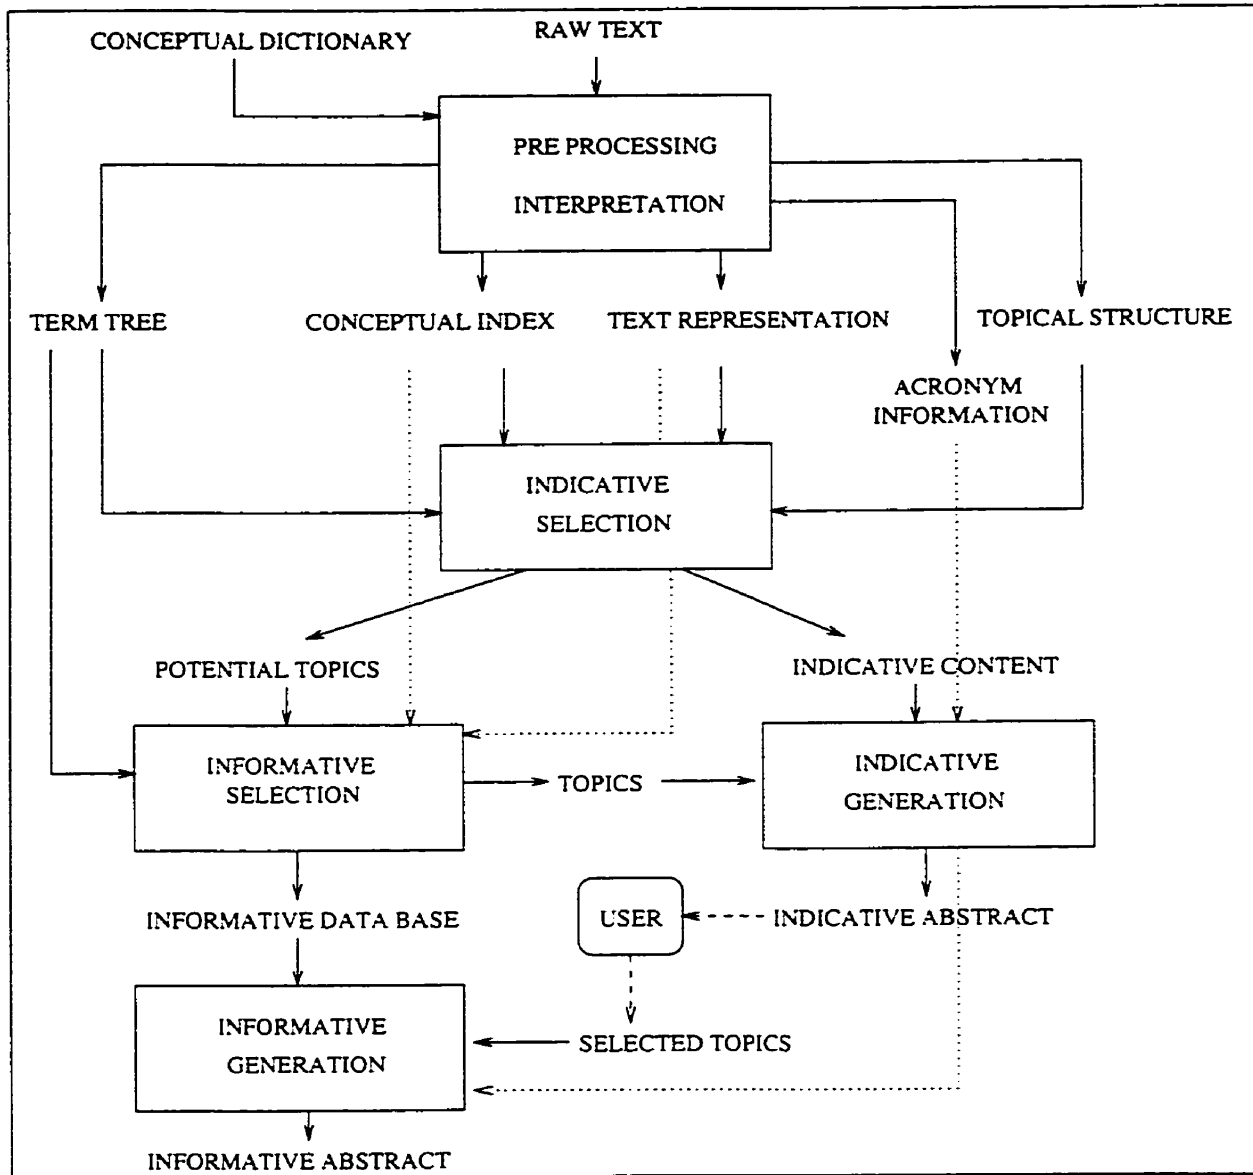 CONCEPTUAL DICTIONARY
RAW TEXT
PRE PROCESSING
INTERPRETATION
TERM TREE
CONCEPTUAL INDEX
TEXT REPRESENTATION
TOPICAL STRUCTURE
ACRONYM
INFORMATION
INDICATIVE
SELECTION
POTENTIAL TOPICS
INDICATIVE CONTENT
INFORMATIVE
SELECTION
TOPICS
INDICATIVE
GENERATION
INFORMATIVE DATA BASE
USER
INDICATIVE ABSTRACT
INFORMATIVE
GENERATION
SELECTED TOPICS
INFORMATIVE ABSTRACT